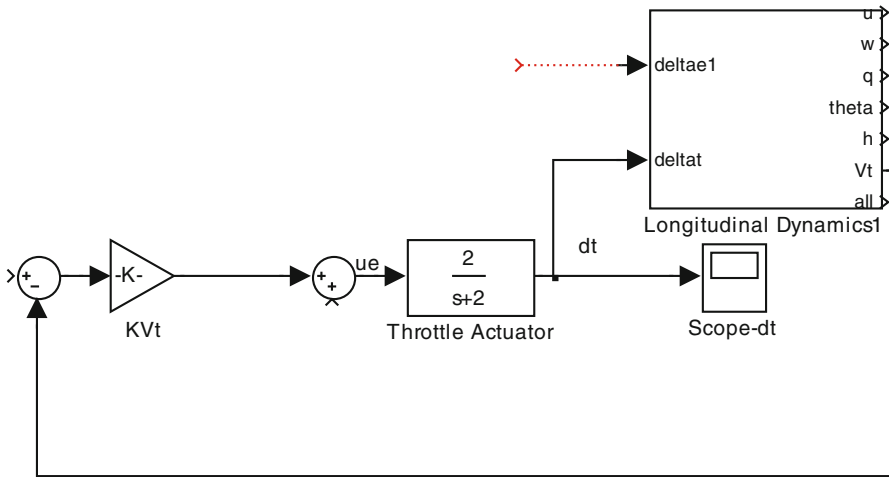 u
w
deltae1
q
theta
h
deltat
Vt
all
Longitudinal Dynamics1
+
−
-K-
KVt
+
+
ue
2
s+2
Throttle Actuator
dt
Scope-dt